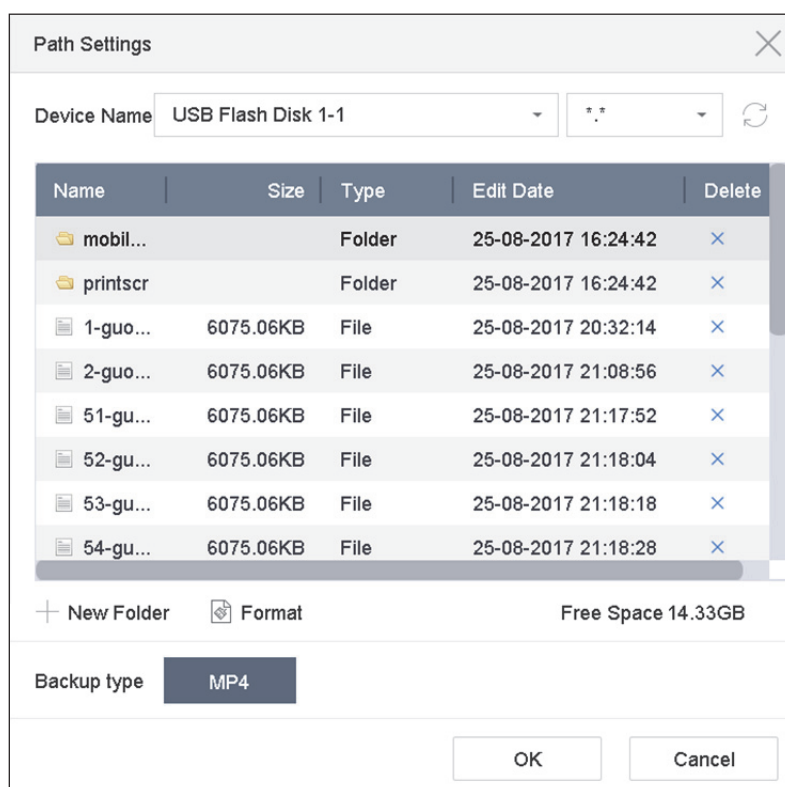 Path Settings
Device Name USB Flash Disk 1-1 *.*
Name Size Type Edit Date Delete
mobil... Folder 25-08-2017 16:24:42
printscr Folder 25-08-2017 16:24:42
1-guo... 6075.06KB File 25-08-2017 20:32:14
2-guo... 6075.06KB File 25-08-2017 21:08:56
51-gu... 6075.06KB File 25-08-2017 21:17:52
52-gu... 6075.06KB File 25-08-2017 21:18:04
53-gu... 6075.06KB File 25-08-2017 21:18:18
54-gu... 6075.06KB File 25-08-2017 21:18:28
New Folder Format Free Space 14.33GB
Backup type MP4
OK Cancel